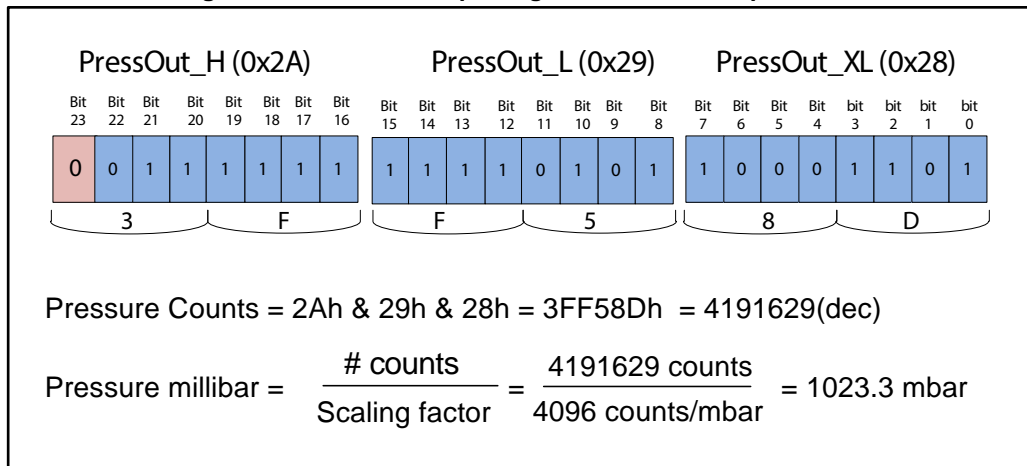 PressOut_H (0x2A) PressOut_L (0x29) PressOut_XL (0x28)
Bit 23 Bit 22 Bit 21 Bit 20 Bit 19 Bit 18 Bit 17 Bit 16 Bit 15 Bit 14 Bit 13 Bit 12 Bit 11 Bit 10 Bit 9 Bit 8 Bit 7 Bit 6 Bit 5 Bit 4 bit 3 bit 2 bit 1 bit 0
0 0 1 1 1 1 1 1 1 1 1 1 0 1 0 1 1 0 0 0 1 1 0 1
3 F F 5 8 D
Pressure Counts = 2Ah & 29h & 28h = 3FF58Dh = 4191629(dec)
Pressure millibar = # counts / Scaling factor = 4191629 counts / 4096 counts/mbar = 1023.3 mbar